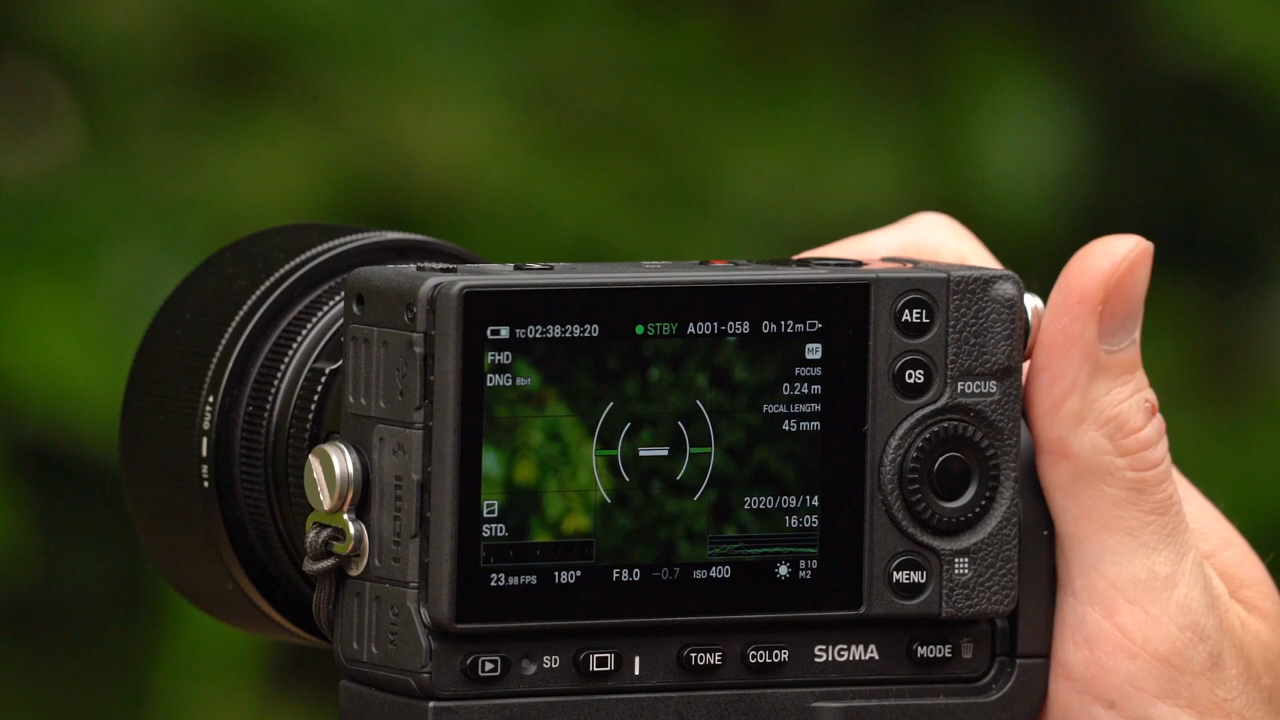 TC 02:38:29:20 STBY A001-058 0h 12m
FHD
DNG 8bit
MF
FOCUS
0.24 m
FOCAL LENGTH
45 mm
2020/09/14
16:05
STD.
23.98 FPS 180° F8.0 -0.7 ISO 400 B10
M2
AEL
QS
FOCUS
MENU
HDMI
MIC
SD TONE COLOR SIGMA MODE